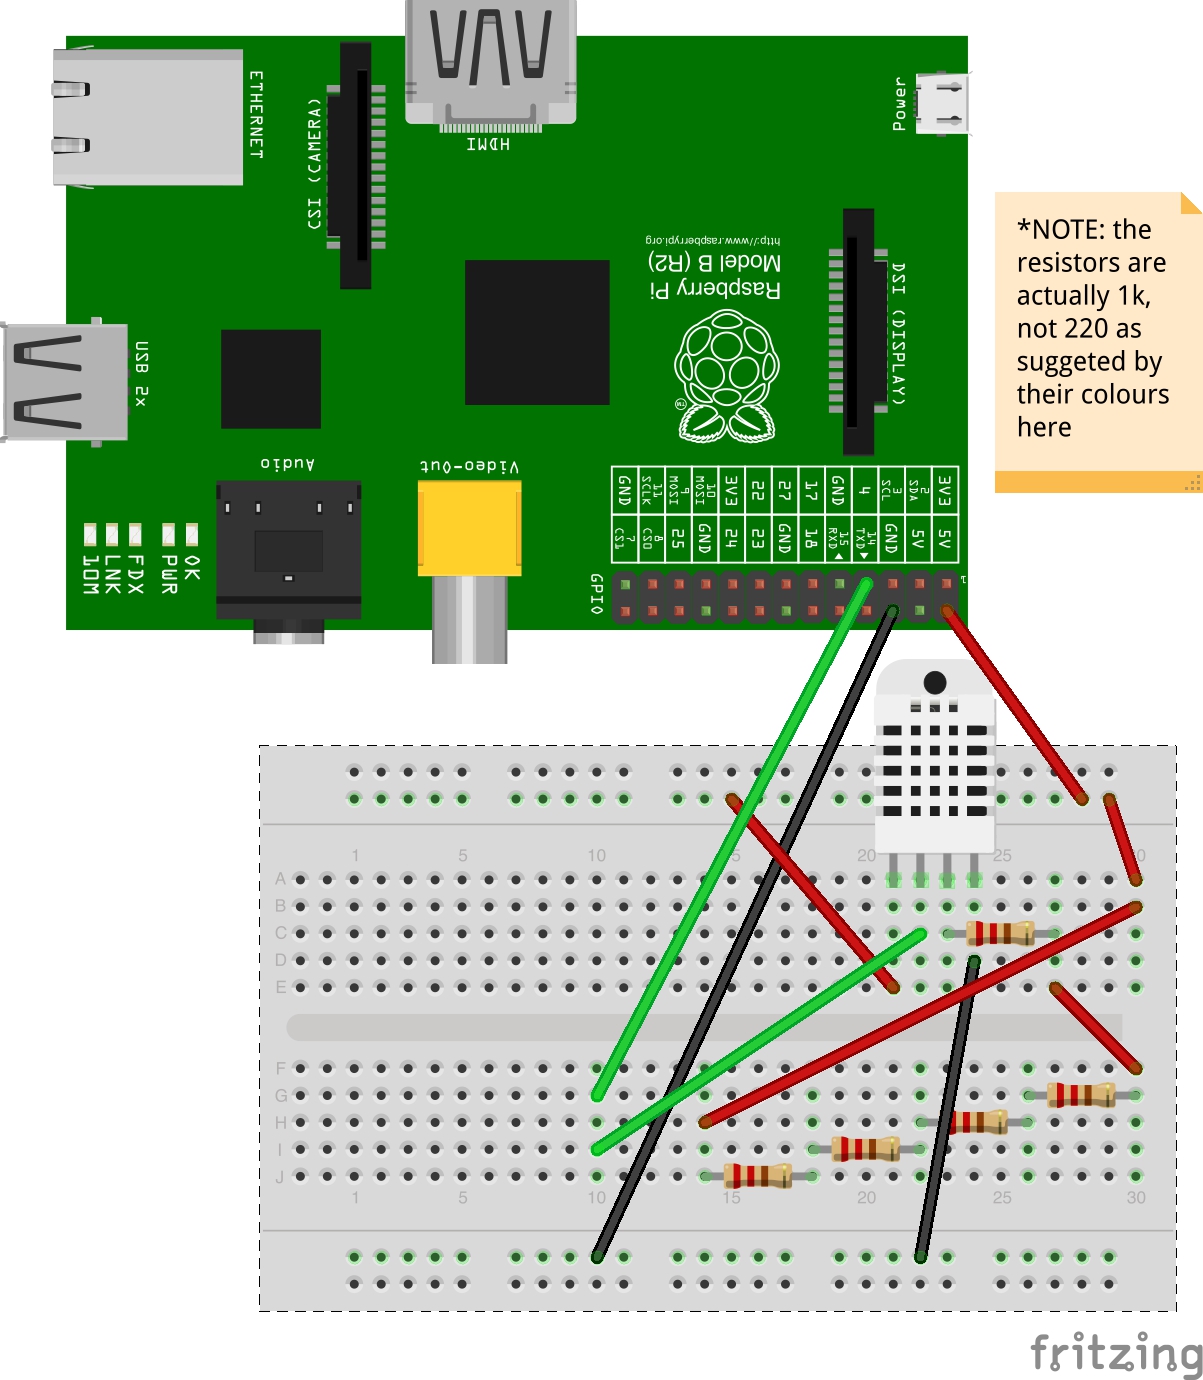 ETHERNET
CSI (CAMERA)
HDMI
Power
*NOTE: the
resistors are
actually 1k,
not 220 as
suggeted by
their colours
here
http://www.raspberrypi.org
Model B (R2)
Raspberry Pi
TM
DSI (DISPLAY)
USB 2x
Audio
Video-Out
GND 11 SCLK 9 MOSI 10 MOSI 3V3 22 27 17 GND 4 3 SCL 2 SDA 3V3
7 CS1 8 CS0 25 GND 24 23 GND 18 15 RXD 14 TXD GND 5V 5V
10M LNK FDX PWR OK
GPIO
1
1 5 10 15 20 25 30
A
B
C
D
E
F
G
H
I
J
1 5 10 15 20 25 30
fritzing